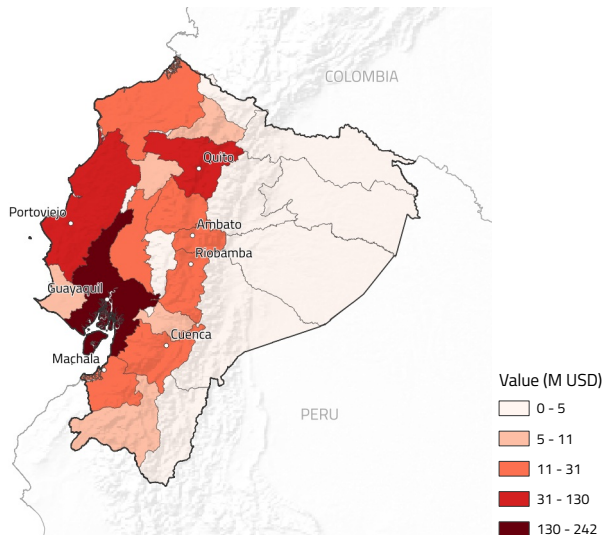 COLOMBIA
Quito
Portoviejo
Ambato
Riobamba
Guayaquil
Cuenca
Machala
PERU
Value (M USD)
0 - 5
5 - 11
11 - 31
31 - 130
130 - 242